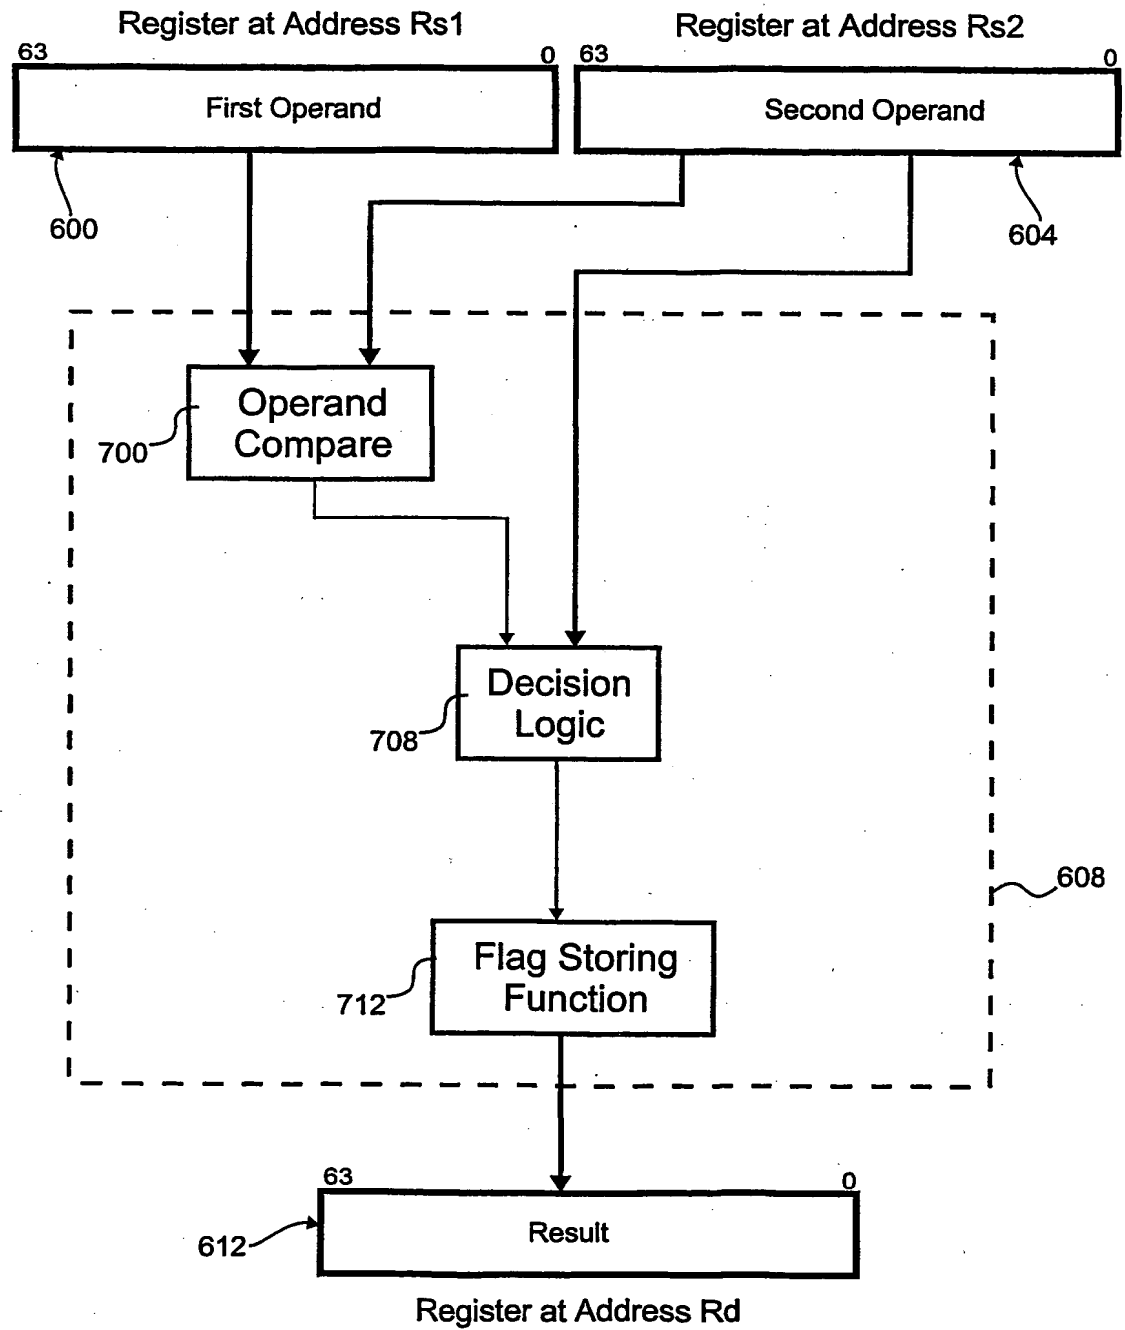 Register at Address Rs1
Register at Address Rs2
63
0
63
0
First Operand
Second Operand
600
604
Operand
Compare
700
Decision
Logic
708
608
Flag Storing
Function
712
63
0
612
Result
Register at Address Rd